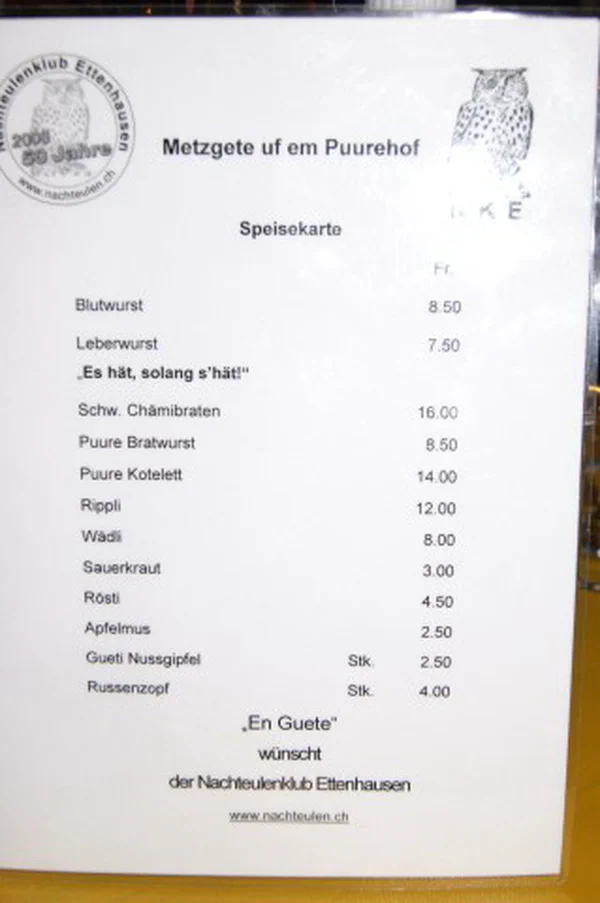 Nachteulenklub Ettenhausen
2008
50 Jahre
www.nachteulen.ch
N K E
Metzgete uf em Puurehof
Speisekarte
Fr.
Blutwurst 8.50
Leberwurst 7.50
„Es hät, solang s'hät!“
Schw. Chämibraten 16.00
Puure Bratwurst 8.50
Puure Kotelett 14.00
Rippli 12.00
Wädli 8.00
Sauerkraut 3.00
Rösti 4.50
Apfelmus 2.50
Gueti Nussgipfel Stk. 2.50
Russenzopf Stk. 4.00
„En Guete“
wünscht
der Nachteulenklub Ettenhausen
www.nachteulen.ch